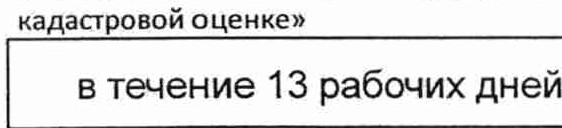 кадастровой оценке»
в течение 13 рабочих дней